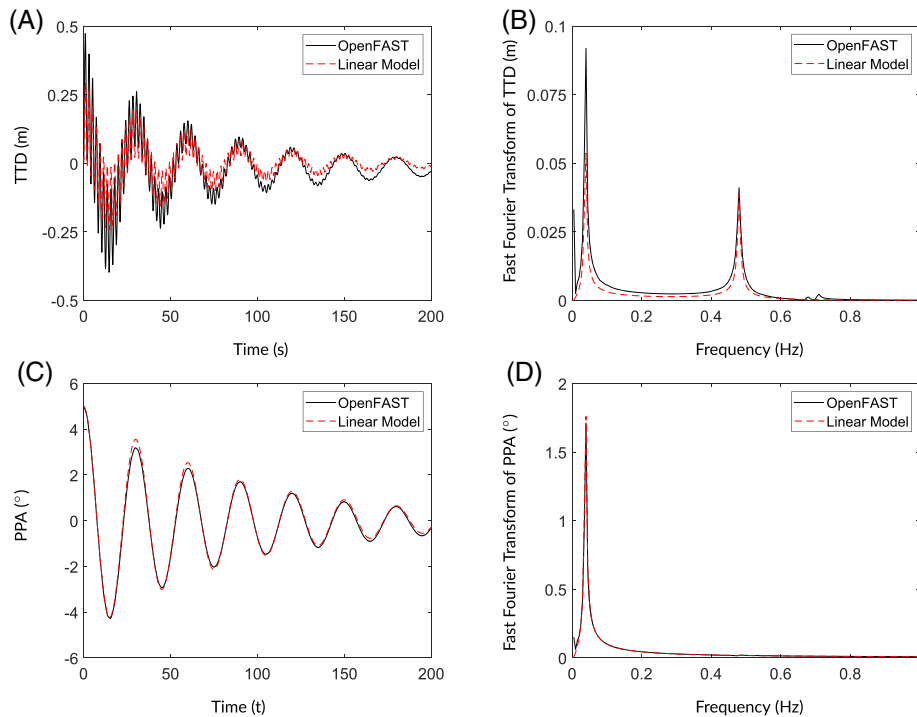 (A)
0.5
0.25
0
-0.25
-0.5
TTD (m)
OpenFAST
Linear Model
0
50
100
150
200
Time (s)
(B)
0.1
0.075
0.05
0.025
0
Fast Fourier Transform of TTD (m)
OpenFAST
Linear Model
0
0.2
0.4
0.6
0.8
Frequency (Hz)
(C)
6
4
2
0
-2
-4
-6
PPA (°)
OpenFAST
Linear Model
0
50
100
150
200
Time (t)
(D)
2
1.5
1
0.5
0
Fast Fourier Transform of PPA (°)
OpenFAST
Linear Model
0
0.2
0.4
0.6
0.8
Frequency (Hz)